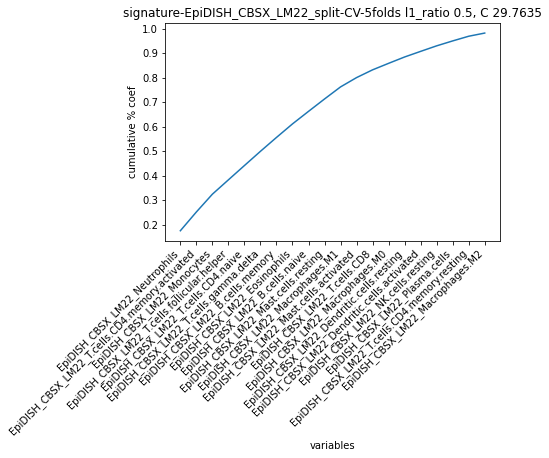 signature-EpiDISH_CBSX_LM22_split-CV-5folds l1_ratio 0.5, C 29.7635
cumulative % coef
1.0
0.9
0.8
0.7
0.6
0.5
0.4
0.3
0.2
EpiDISH_CBSX_LM22_Neutrophils
EpiDISH_CBSX_LM22_T.cells.CD4.memory.activated
EpiDISH_CBSX_LM22_Monocytes
EpiDISH_CBSX_LM22_T.cells.follicular.helper
EpiDISH_CBSX_LM22_T.cells.CD4.naive
EpiDISH_CBSX_LM22_T.cells.gamma.delta
EpiDISH_CBSX_LM22_B.cells.memory
EpiDISH_CBSX_LM22_Eosinophils
EpiDISH_CBSX_LM22_B.cells.naive
EpiDISH_CBSX_LM22_Mast.cells.resting
EpiDISH_CBSX_LM22_Macrophages.M1
EpiDISH_CBSX_LM22_Mast.cells.activated
EpiDISH_CBSX_LM22_T.cells.CD8
EpiDISH_CBSX_LM22_Macrophages.M0
EpiDISH_CBSX_LM22_Dendritic.cells.resting
EpiDISH_CBSX_LM22_Dendritic.cells.activated
EpiDISH_CBSX_LM22_NK.cells.resting
EpiDISH_CBSX_LM22_Plasma.cells
EpiDISH_CBSX_LM22_T.cells.CD4.memory.resting
EpiDISH_CBSX_LM22_Macrophages.M2
variables